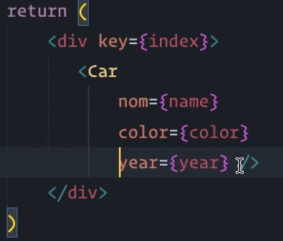 return (
<div key={index}>
<Car
nom={name}
color={color}
year={year} />
</div>
)